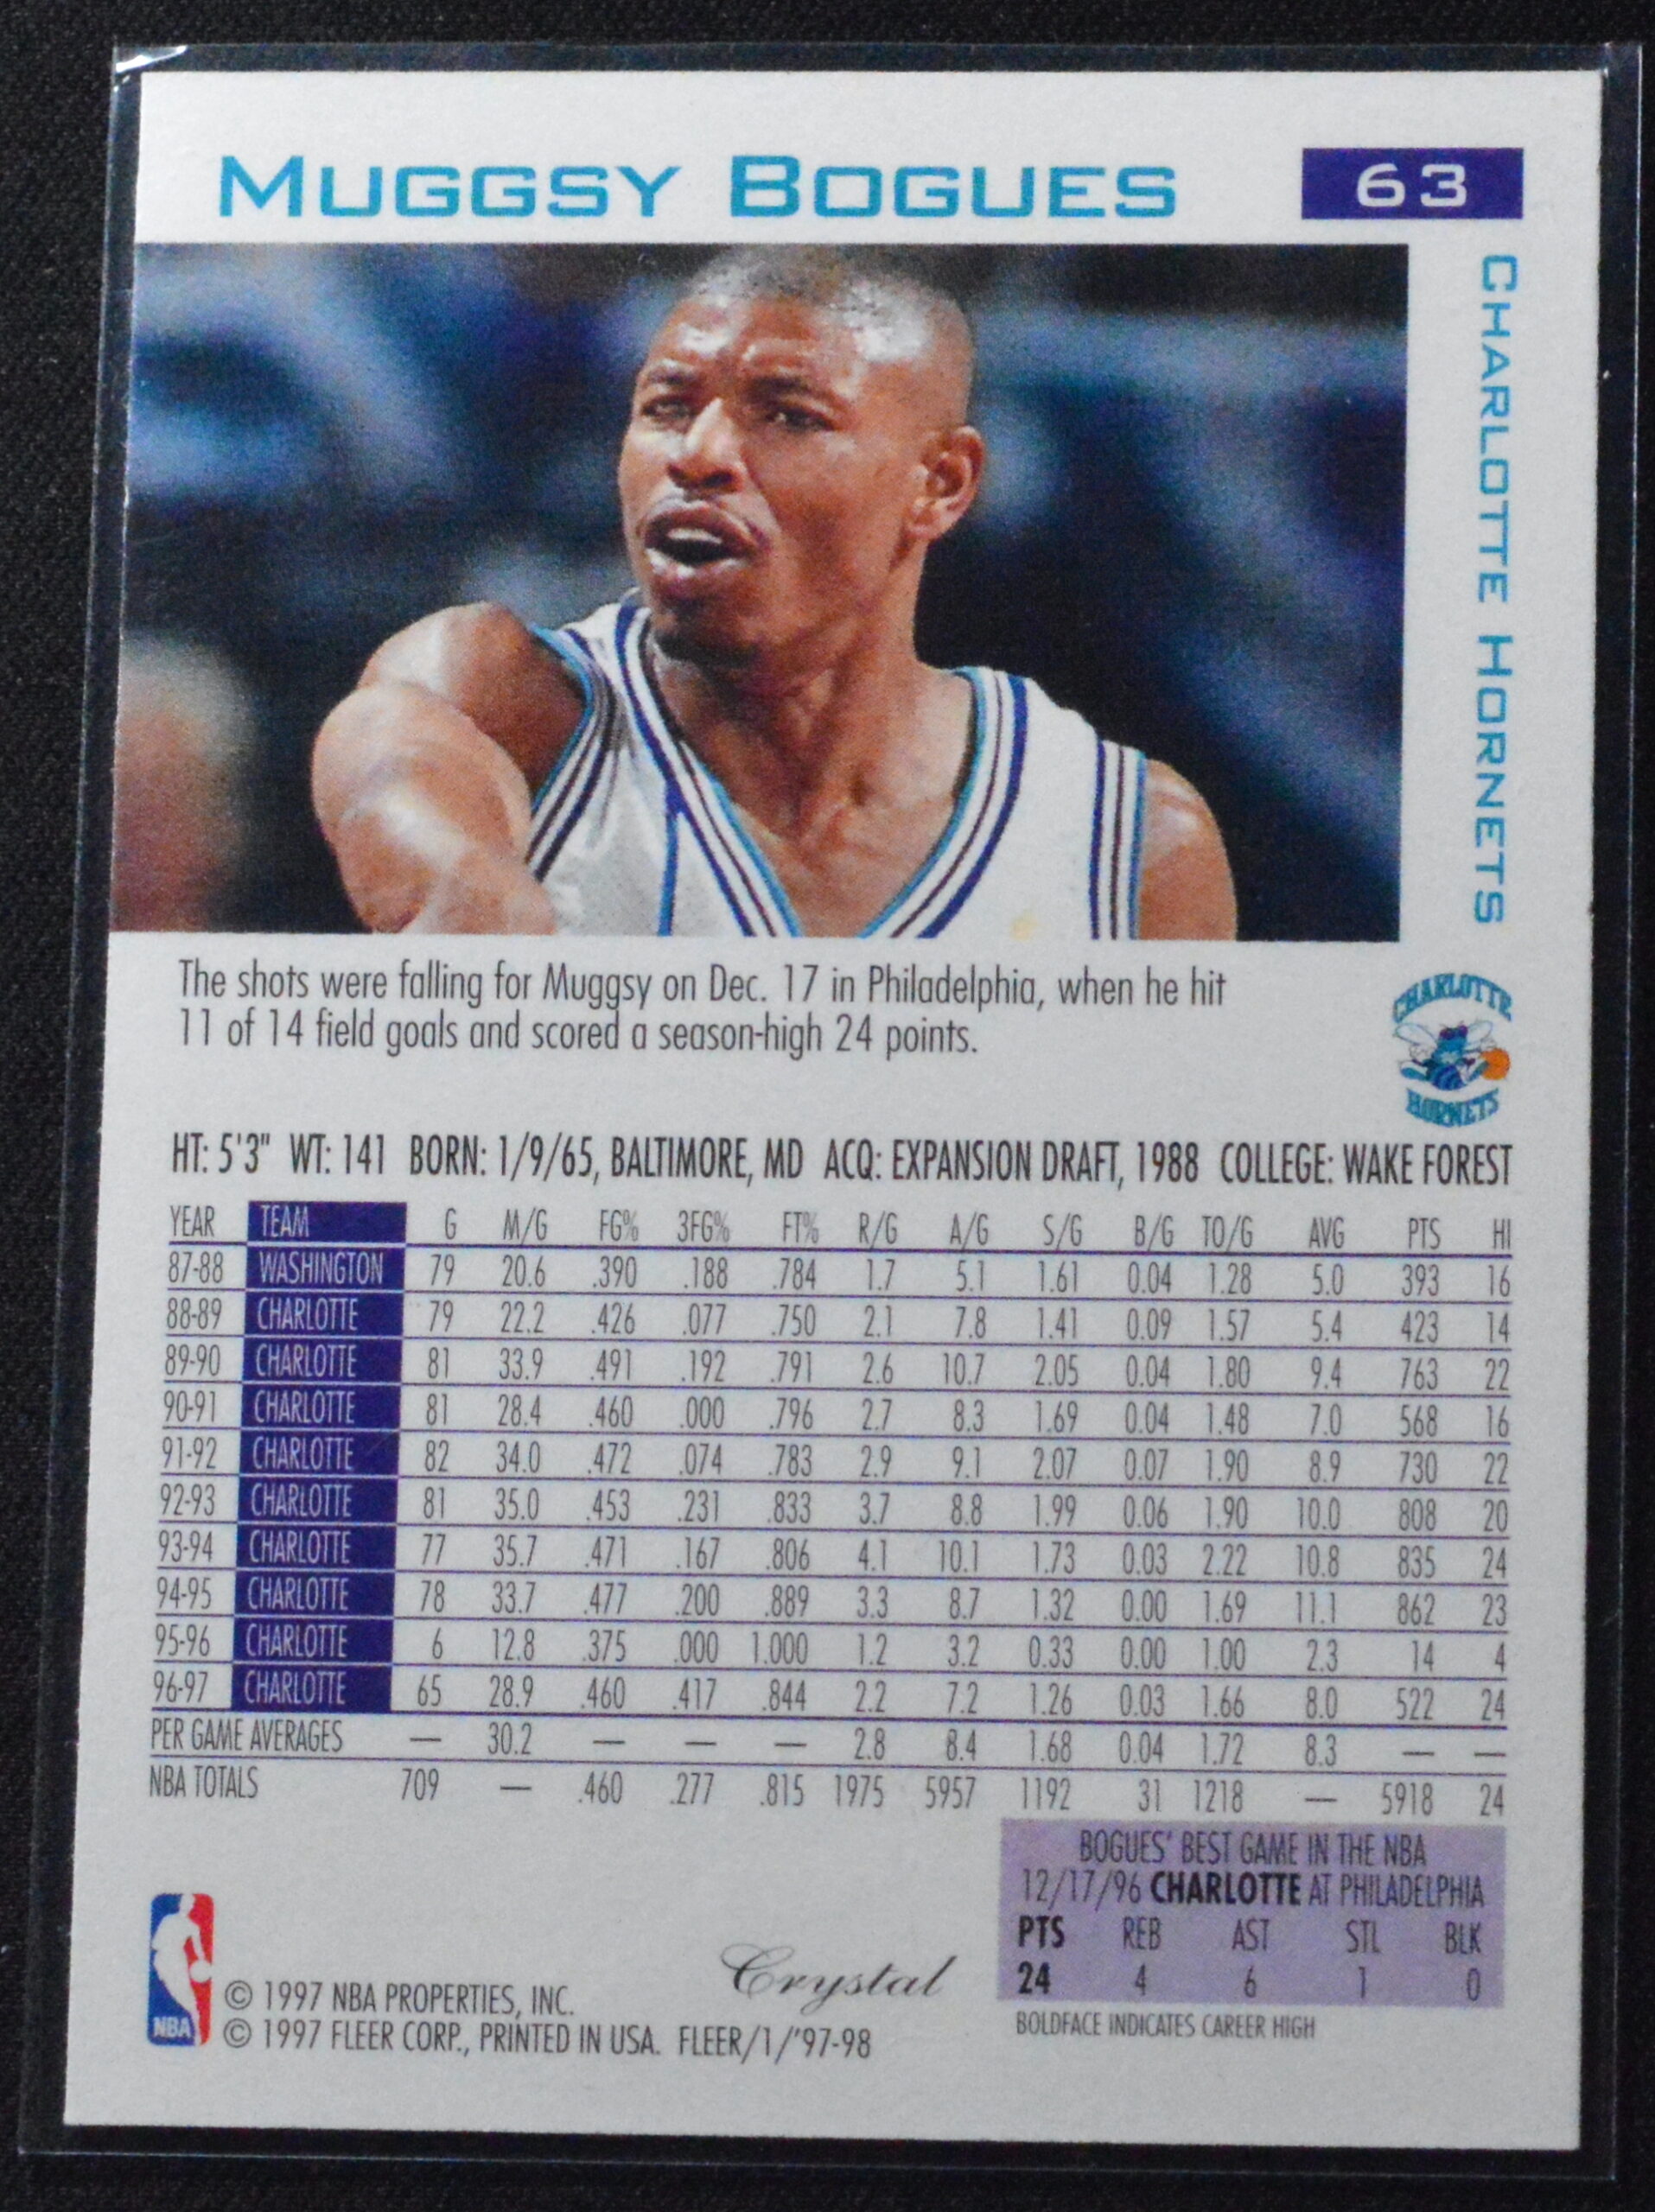 MUGGSY BOGUES
63
CHARLOTTE HORNETS
The shots were falling for Muggsy on Dec. 17 in Philadelphia, when he hit
11 of 14 field goals and scored a season-high 24 points.
CHARLOTTE
HORNETS
HT: 5'3" WT: 141 BORN: 1/9/65, BALTIMORE, MD ACQ: EXPANSION DRAFT, 1988 COLLEGE: WAKE FOREST
YEAR TEAM G M/G FG% 3FG% FT% R/G A/G S/G B/G TO/G AVG PTS HI
87-88 WASHINGTON 79 20.6 .390 .188 .784 1.7 5.1 1.61 0.04 1.28 5.0 393 16
88-89 CHARLOTTE 79 22.2 .426 .077 .750 2.1 7.8 1.41 0.09 1.57 5.4 423 14
89-90 CHARLOTTE 81 33.9 .491 .192 .791 2.6 10.7 2.05 0.04 1.80 9.4 763 22
90-91 CHARLOTTE 81 28.4 .460 .000 .796 2.7 8.3 1.69 0.04 1.48 7.0 568 16
91-92 CHARLOTTE 82 34.0 .472 .074 .783 2.9 9.1 2.07 0.07 1.90 8.9 730 22
92-93 CHARLOTTE 81 35.0 .453 .231 .833 3.7 8.8 1.99 0.06 1.90 10.0 808 20
93-94 CHARLOTTE 77 35.7 .471 .167 .806 4.1 10.1 1.73 0.03 2.22 10.8 835 24
94-95 CHARLOTTE 78 33.7 .477 .200 .889 3.3 8.7 1.32 0.00 1.69 11.1 862 23
95-96 CHARLOTTE 6 12.8 .375 .000 1.000 1.2 3.2 0.33 0.00 1.00 2.3 14 4
96-97 CHARLOTTE 65 28.9 .460 .417 .844 2.2 7.2 1.26 0.03 1.66 8.0 522 24
PER GAME AVERAGES — 30.2 — — — 2.8 8.4 1.68 0.04 1.72 8.3 — —
NBA TOTALS 709 — .460 .277 .815 1975 5957 1192 31 1218 — 5918 24
BOGUES' BEST GAME IN THE NBA
12/17/96 CHARLOTTE AT PHILADELPHIA
PTS REB AST STL BLK
24 4 6 1 0
BOLDFACE INDICATES CAREER HIGH
Crystal
NBA
© 1997 NBA PROPERTIES, INC.
© 1997 FLEER CORP., PRINTED IN USA. FLEER/1/'97-98